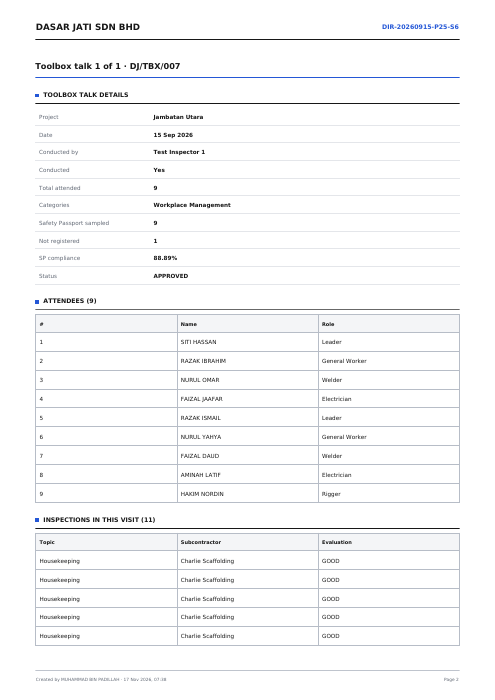 DASAR JATI SDN BHD
DIR-20260915-P25-S6
Toolbox talk 1 of 1 · DJ/TBX/007
TOOLBOX TALK DETAILS
Project Jambatan Utara
Date 15 Sep 2026
Conducted by Test Inspector 1
Conducted Yes
Total attended 9
Categories Workplace Management
Safety Passport sampled 9
Not registered 1
SP compliance 88.89%
Status APPROVED
ATTENDEES (9)
# Name Role
1 SITI HASSAN Leader
2 RAZAK IBRAHIM General Worker
3 NURUL OMAR Welder
4 FAIZAL JAAFAR Electrician
5 RAZAK ISMAIL Leader
6 NURUL YAHYA General Worker
7 FAIZAL DAUD Welder
8 AMINAH LATIF Electrician
9 HAKIM NORDIN Rigger
INSPECTIONS IN THIS VISIT (11)
Topic Subcontractor Evaluation
Housekeeping Charlie Scaffolding GOOD
Housekeeping Charlie Scaffolding GOOD
Housekeeping Charlie Scaffolding GOOD
Housekeeping Charlie Scaffolding GOOD
Housekeeping Charlie Scaffolding GOOD
Created by MUHAMMAD BIN FADILLAH · 17 Nov 2026, 07:38
Page 2